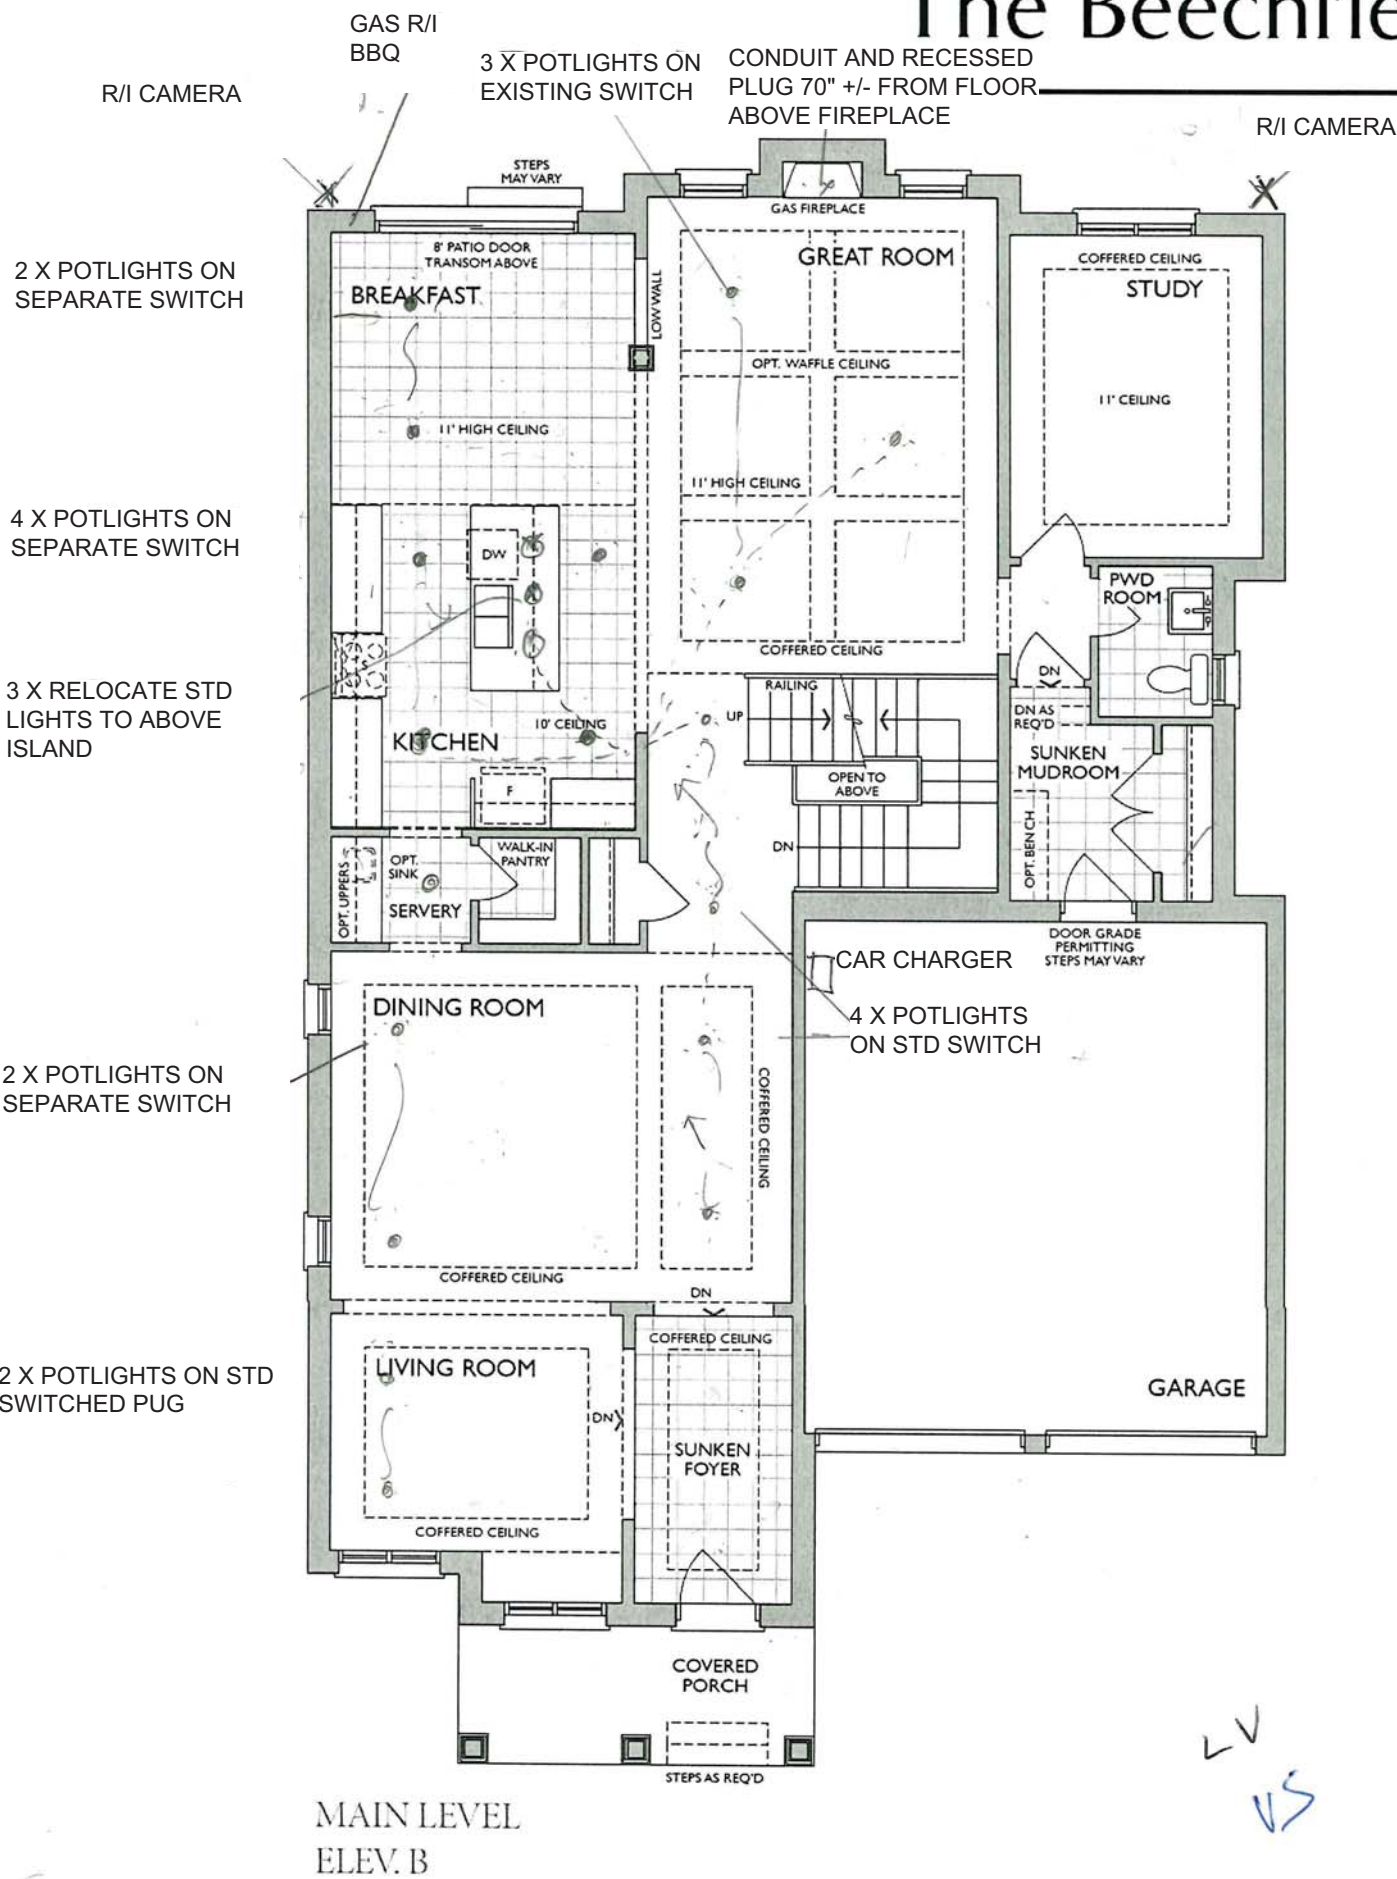 The Beechfie
GAS R/I
BBQ
R/I CAMERA
3 X POTLIGHTS ON
EXISTING SWITCH
CONDUIT AND RECESSED
PLUG 70" +/- FROM FLOOR
ABOVE FIREPLACE
R/I CAMERA
STEPS
MAY VARY
GAS FIREPLACE
8' PATIO DOOR
TRANSOM ABOVE
BREAKFAST
2 X POTLIGHTS ON
SEPARATE SWITCH
LOW WALL
GREAT ROOM
COFFERED CEILING
STUDY
OPT. WAFFLE CEILING
11' CEILING
11' HIGH CEILING
11' HIGH CEILING
4 X POTLIGHTS ON
SEPARATE SWITCH
DW
PWD
ROOM
S
COFFERED CEILING
3 X RELOCATE STD
LIGHTS TO ABOVE
ISLAND
RAILING
UP
DN
DN AS
REQ'D
10' CEILING
KITCHEN
SUNKEN
MUDROOM
F
OPEN TO
ABOVE
OPT. BENCH
DN
WALK-IN
PANTRY
OPT.
SINK
OPT. UPPERS
SERVERY
DOOR GRADE
PERMITTING
STEPS MAY VARY
CAR CHARGER
DINING ROOM
4 X POTLIGHTS
ON STD SWITCH
2 X POTLIGHTS ON
SEPARATE SWITCH
COFFERED CEILING
COFFERED CEILING
DN
COFFERED CEILING
2 X POTLIGHTS ON STD
SWITCHED PUG
LIVING ROOM
GARAGE
DN
SUNKEN
FOYER
COFFERED CEILING
COVERED
PORCH
STEPS AS REQ'D
LV
VS
MAIN LEVEL
ELEV. B